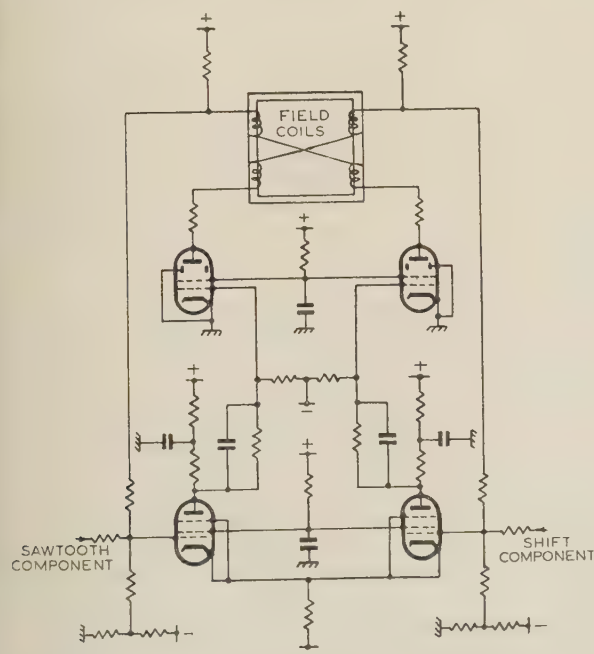 +
+
FIELD
COILS
+
−
+
+
+
SAWTOOTH
COMPONENT
SHIFT
COMPONENT
−
−